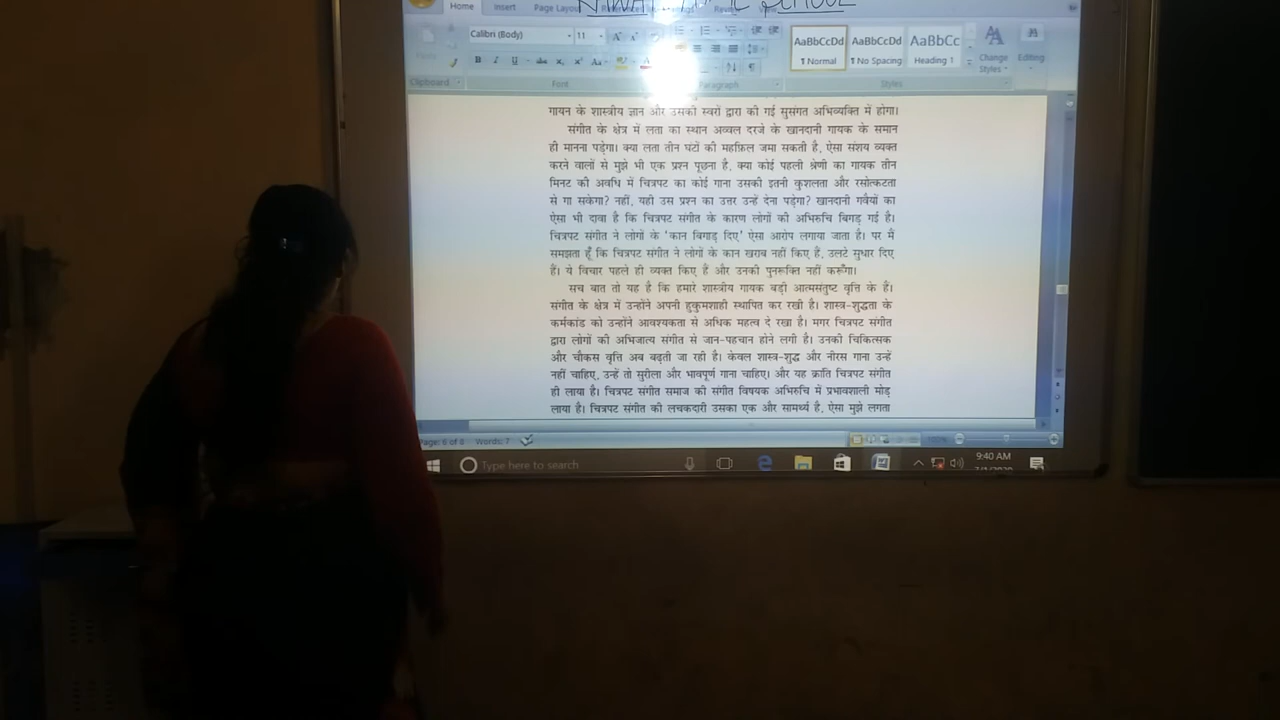 Home Insert Page Layou
SCHOOL
Calibri (Body) 11
AaBbCcDd AaBbCcDd AaBbCc
¶ Normal ¶ No Spacing Heading 1 Change Styles Editing
Clipboard Font Paragraph Styles
गायन के शास्त्रीय ज्ञान और उसकी स्वरों द्वारा की गई सुसंगत अभिव्यक्ति में होगा।
संगीत के क्षेत्र में लता का स्थान अव्वल दरजे के खानदानी गायक के समान
ही मानना पड़ेगा। क्या लता तीन घंटों की महफ़िल जमा सकती है, ऐसा संशय व्यक्त
करने वालों से मुझे भी एक प्रश्न पूछना है, क्या कोई पहली श्रेणी का गायक तीन
मिनट की अवधि में चित्रपट का कोई गाना उसकी इतनी कुशलता और रसोत्कटता
से गा सकेगा? नहीं, यही उस प्रश्न का उत्तर उन्हें देना पड़ेगा? खानदानी गवैयों का
ऐसा भी दावा है कि चित्रपट संगीत के कारण लोगों की अभिरुचि बिगड़ गई है।
चित्रपट संगीत ने लोगों के ‘कान बिगाड़ दिए’ ऐसा आरोप लगाया जाता है। पर मैं
समझता हूँ कि चित्रपट संगीत ने लोगों के कान खराब नहीं किए हैं, उलटे सुधार दिए
हैं। ये विचार पहले ही व्यक्त किए हैं और उनकी पुनरूक्ति नहीं करूँगा।
सच बात तो यह है कि हमारे शास्त्रीय गायक बड़ी आत्मसंतुष्ट वृत्ति के हैं।
संगीत के क्षेत्र में उन्होंने अपनी हुकुमशाही स्थापित कर रखी है। शास्त्र-शुद्धता के
कर्मकांड को उन्होंने आवश्यकता से अधिक महत्व दे रखा है। मगर चित्रपट संगीत
द्वारा लोगों की अभिजात्य संगीत से जान-पहचान होने लगी है। उनकी चिकित्सक
और चौकस वृत्ति अब बढ़ती जा रही है। केवल शास्त्र-शुद्ध और नीरस गाना उन्हें
नहीं चाहिए, उन्हें तो सुरीला और भावपूर्ण गाना चाहिए। और यह क्रांति चित्रपट संगीत
ही लाया है। चित्रपट संगीत समाज की संगीत विषयक अभिरुचि में प्रभावशाली मोड़
लाया है। चित्रपट संगीत की लचकदारी उसका एक और सामर्थ्य है, ऐसा मुझे लगता
Page: 6 of 8 Words: 7
Type here to search
9:40 AM